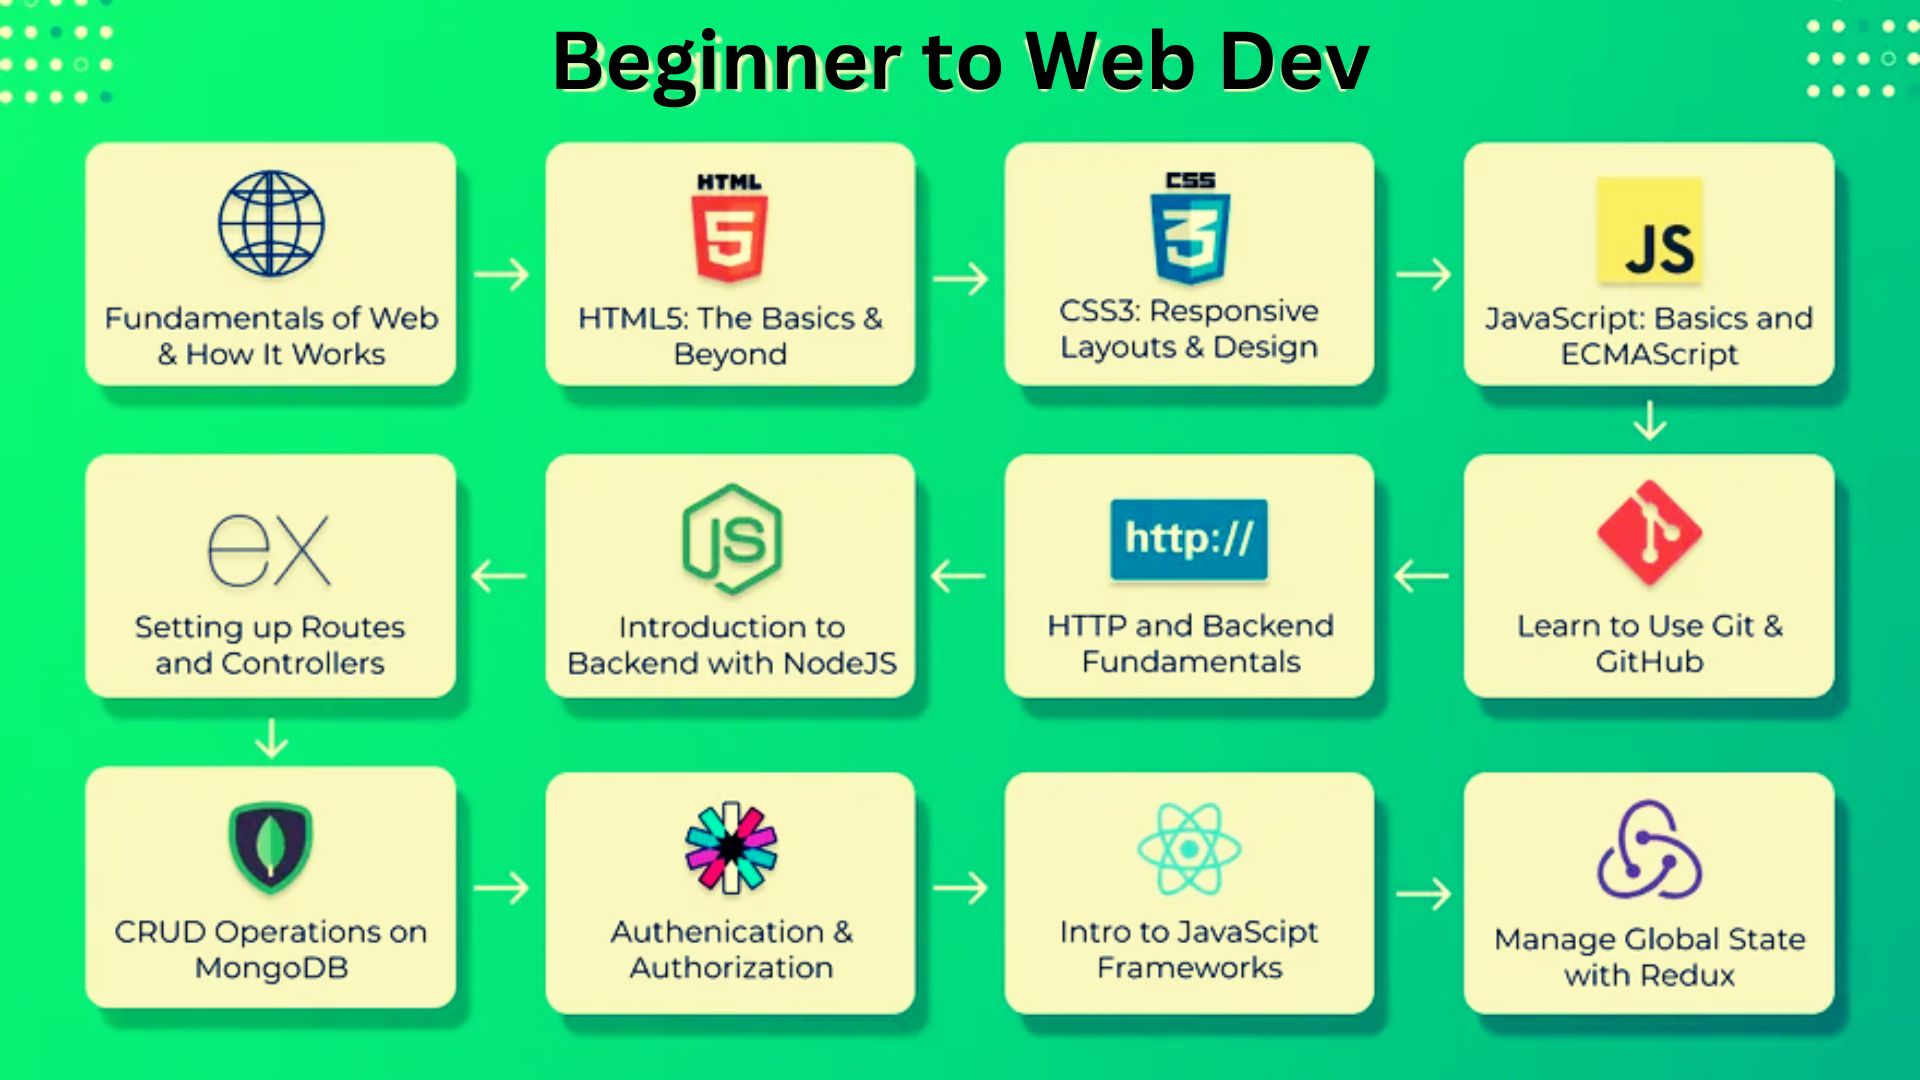 Beginner to Web Dev
Fundamentals of Web
& How It Works
HTML
5
HTML5: The Basics &
Beyond
CSS
3
CSS3: Responsive
Layouts & Design
JS
JavaScript: Basics and
ECMAScript
Learn to Use Git &
GitHub
http://
HTTP and Backend
Fundamentals
JS
Introduction to
Backend with NodeJS
ex
Setting up Routes
and Controllers
CRUD Operations on
MongoDB
Authenication &
Authorization
Intro to JavaScipt
Frameworks
Manage Global State
with Redux